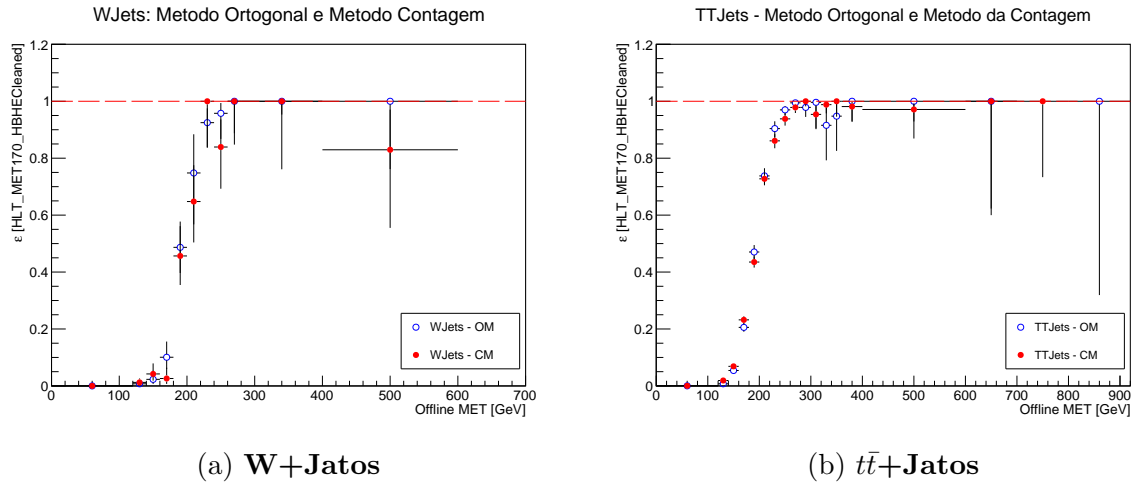 WJets: Metodo Ortogonal e Metodo Contagem
ε [HLT_MET170_HBHECleaned]
1.2
1
0.8
0.6
0.4
0.2
0
WJets - OM
WJets - CM
0 100 200 300 400 500 600 700
Offline MET [GeV]
(a) W+Jatos
TTJets - Metodo Ortogonal e Metodo da Contagem
ε [HLT_MET170_HBHECleaned]
1.2
1
0.8
0.6
0.4
0.2
0
TTJets - OM
TTJets - CM
0 100 200 300 400 500 600 700 800 900
Offline MET [GeV]
(b) tt̄+Jatos